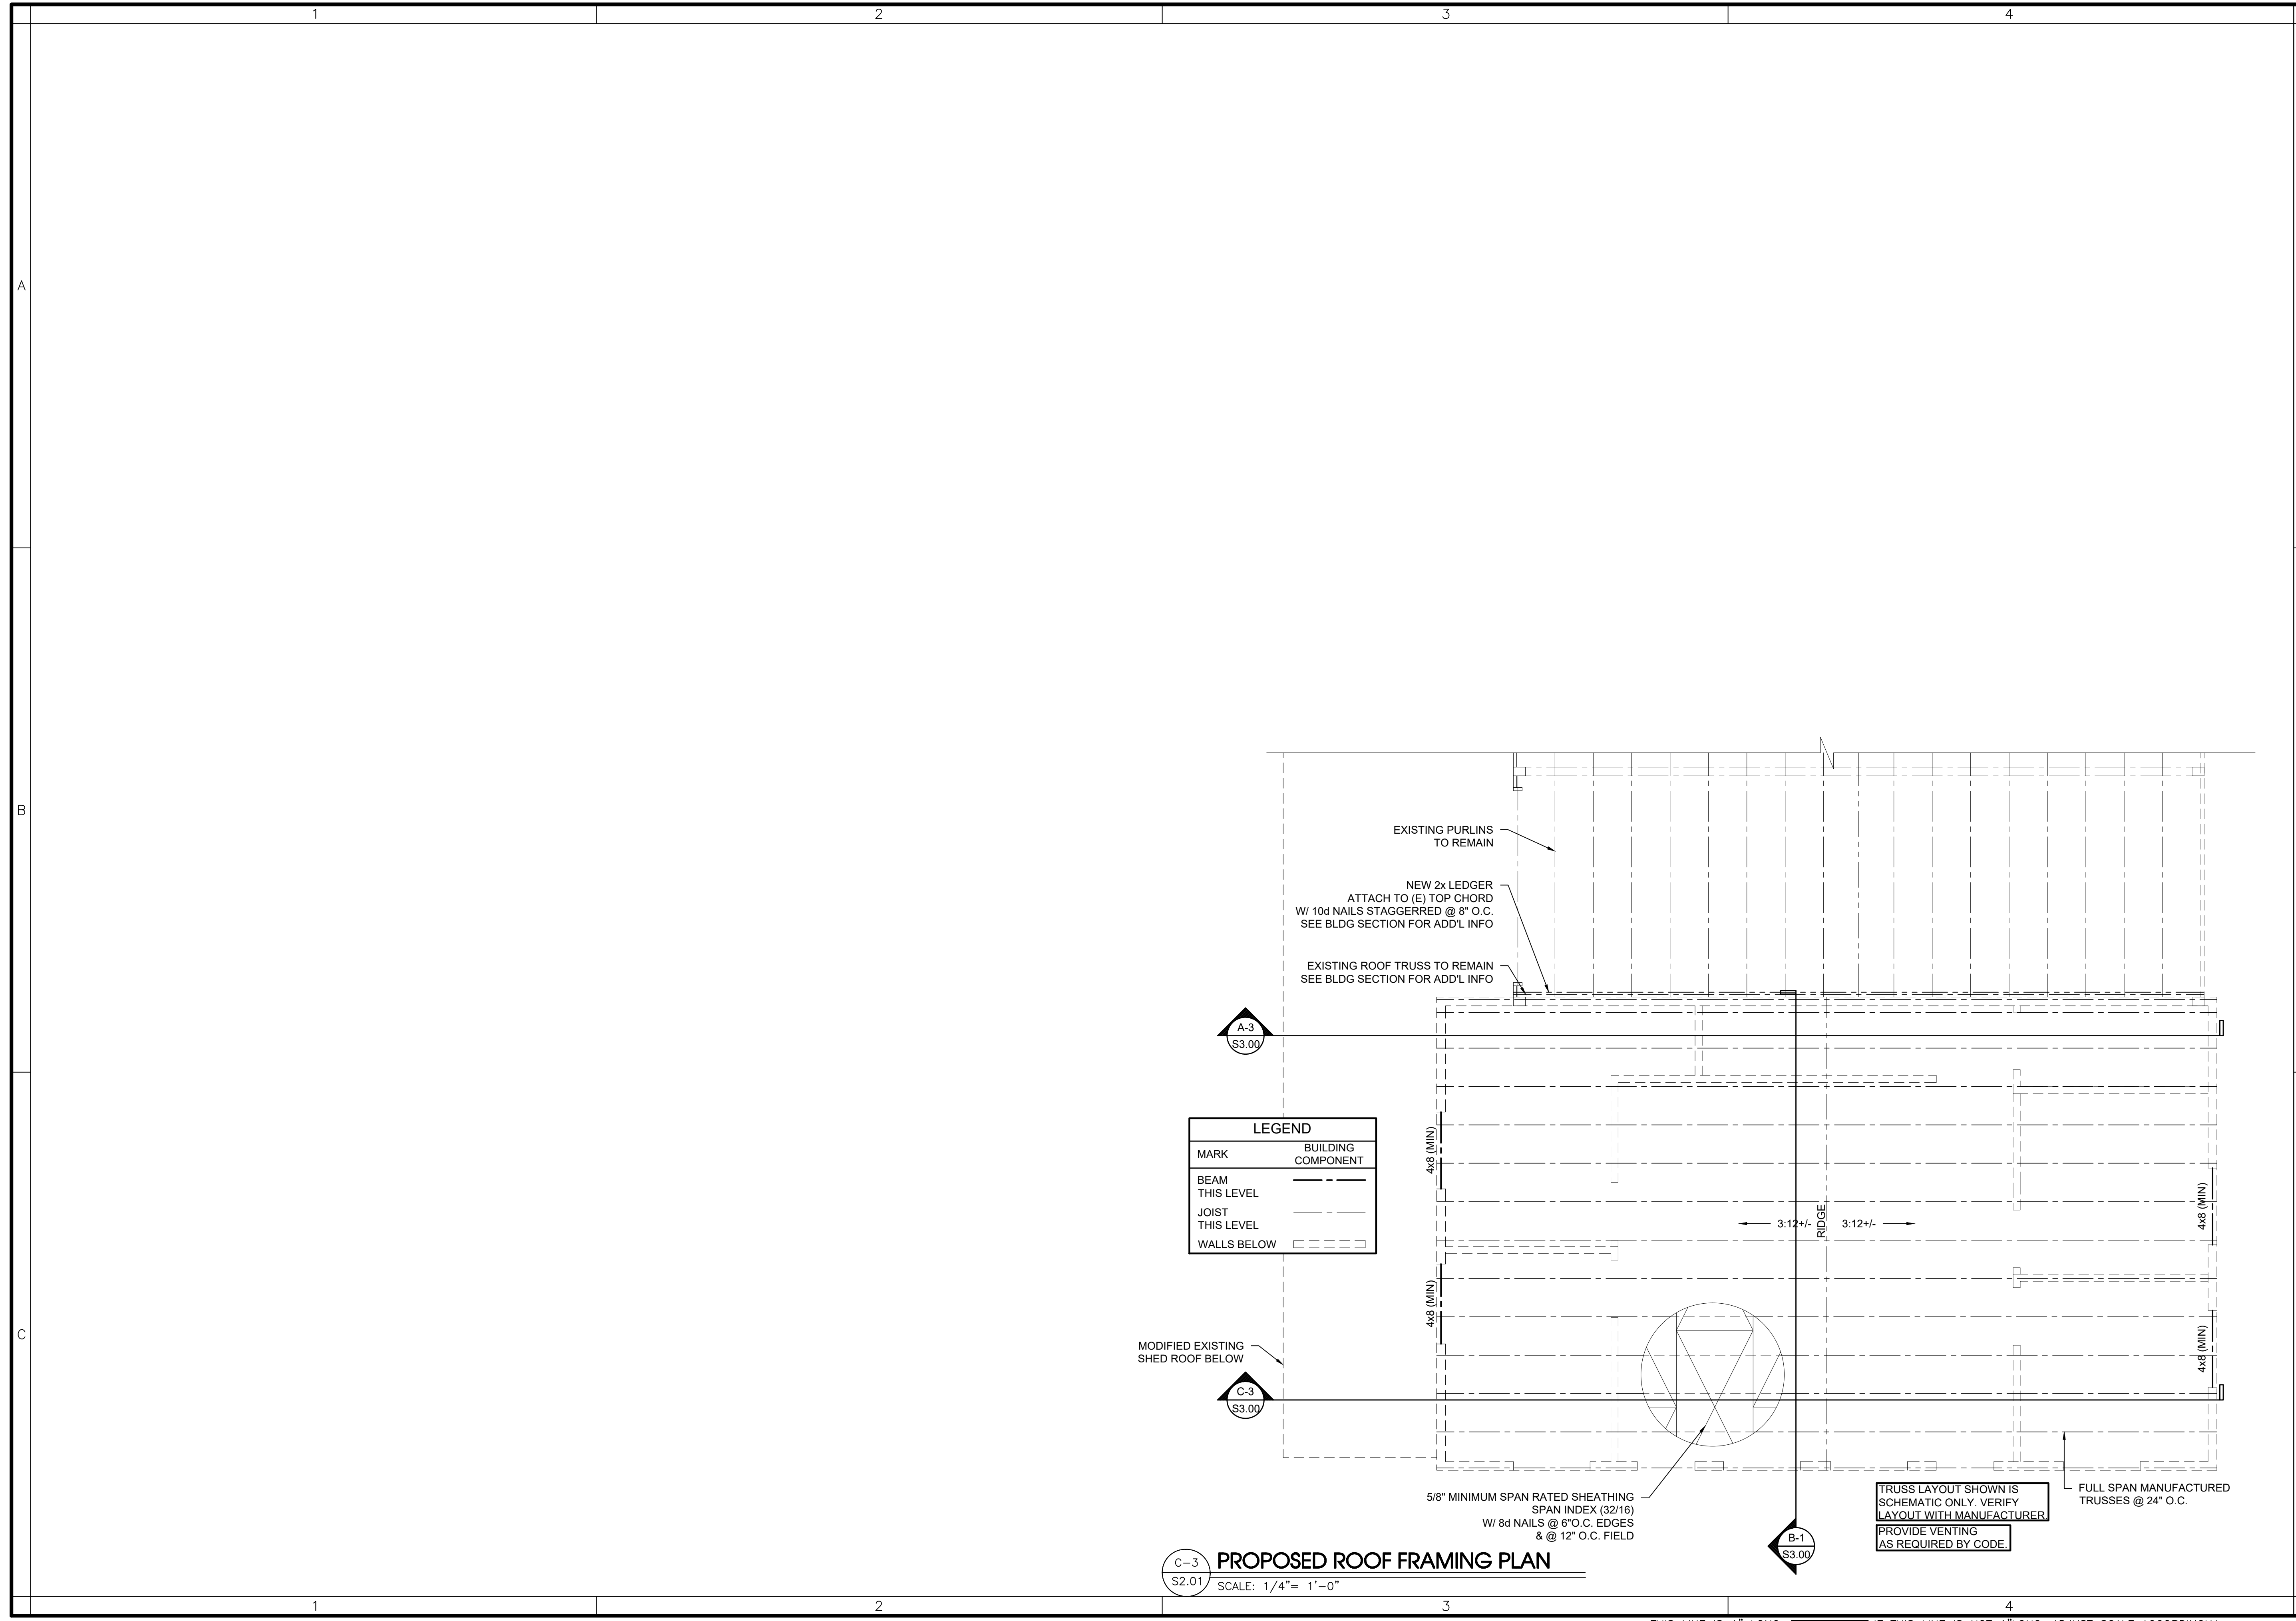 1 2 3 4
A
B
C
EXISTING PURLINS
TO REMAIN
NEW 2x LEDGER
ATTACH TO (E) TOP CHORD
W/ 10d NAILS STAGGERRED @ 8" O.C.
SEE BLDG SECTION FOR ADD'L INFO
EXISTING ROOF TRUSS TO REMAIN
SEE BLDG SECTION FOR ADD'L INFO
A-3
S3.00
LEGEND
MARK
BUILDING
COMPONENT
BEAM
THIS LEVEL
JOIST
THIS LEVEL
WALLS BELOW
4x8 (MIN)
4x8 (MIN)
4x8 (MIN)
4x8 (MIN)
3:12+/-
RIDGE
3:12+/-
MODIFIED EXISTING
SHED ROOF BELOW
C-3
S3.00
5/8" MINIMUM SPAN RATED SHEATHING
SPAN INDEX (32/16)
W/ 8d NAILS @ 6"O.C. EDGES
& @ 12" O.C. FIELD
B-1
S3.00
TRUSS LAYOUT SHOWN IS
SCHEMATIC ONLY. VERIFY
LAYOUT WITH MANUFACTURER.
PROVIDE VENTING
AS REQUIRED BY CODE.
FULL SPAN MANUFACTURED
TRUSSES @ 24" O.C.
C-3
S2.01
PROPOSED ROOF FRAMING PLAN
SCALE: 1/4"= 1'-0"
1 2 3 4